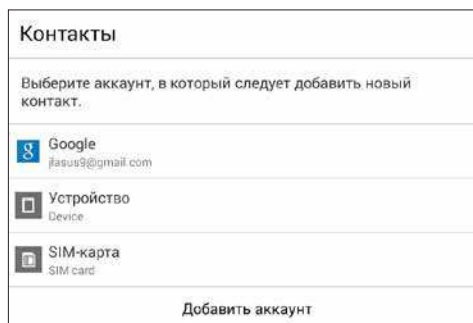 Контакты
Выберите аккаунт, в который следует добавить новый
контакт.
Google
jfasus9@gmail.com
Устройство
Device
SIM-карта
SIM card
Добавить аккаунт